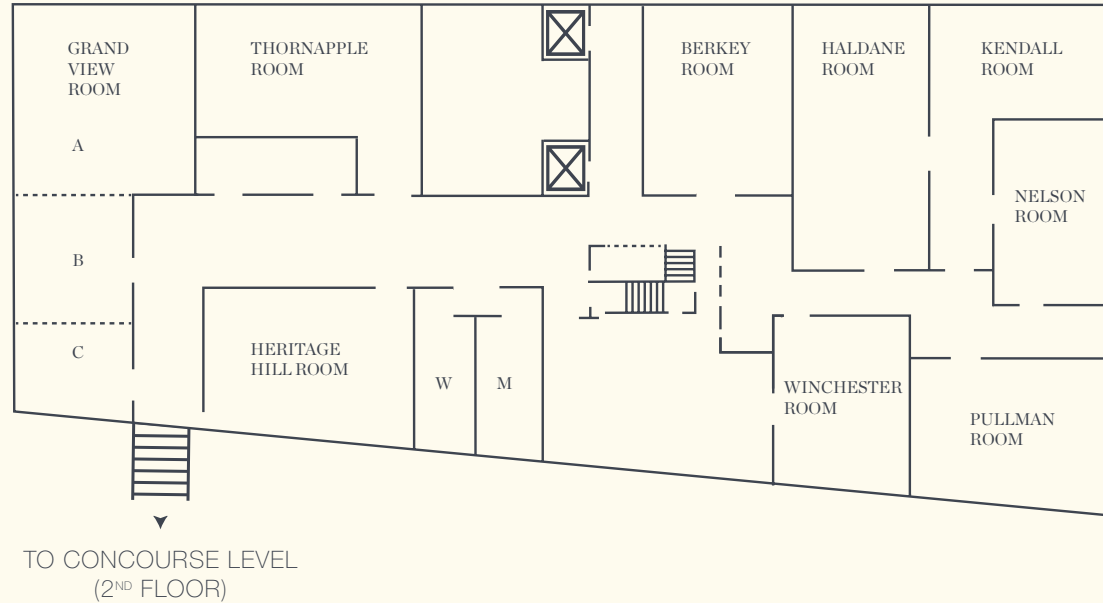 GRAND
VIEW
ROOM
A
B
C
THORNAPPLE
ROOM
BERKEY
ROOM
HALDANE
ROOM
KENDALL
ROOM
NELSON
ROOM
HERITAGE
HILL ROOM
W
M
WINCHESTER
ROOM
PULLMAN
ROOM
TO CONCOURSE LEVEL
(2ND FLOOR)